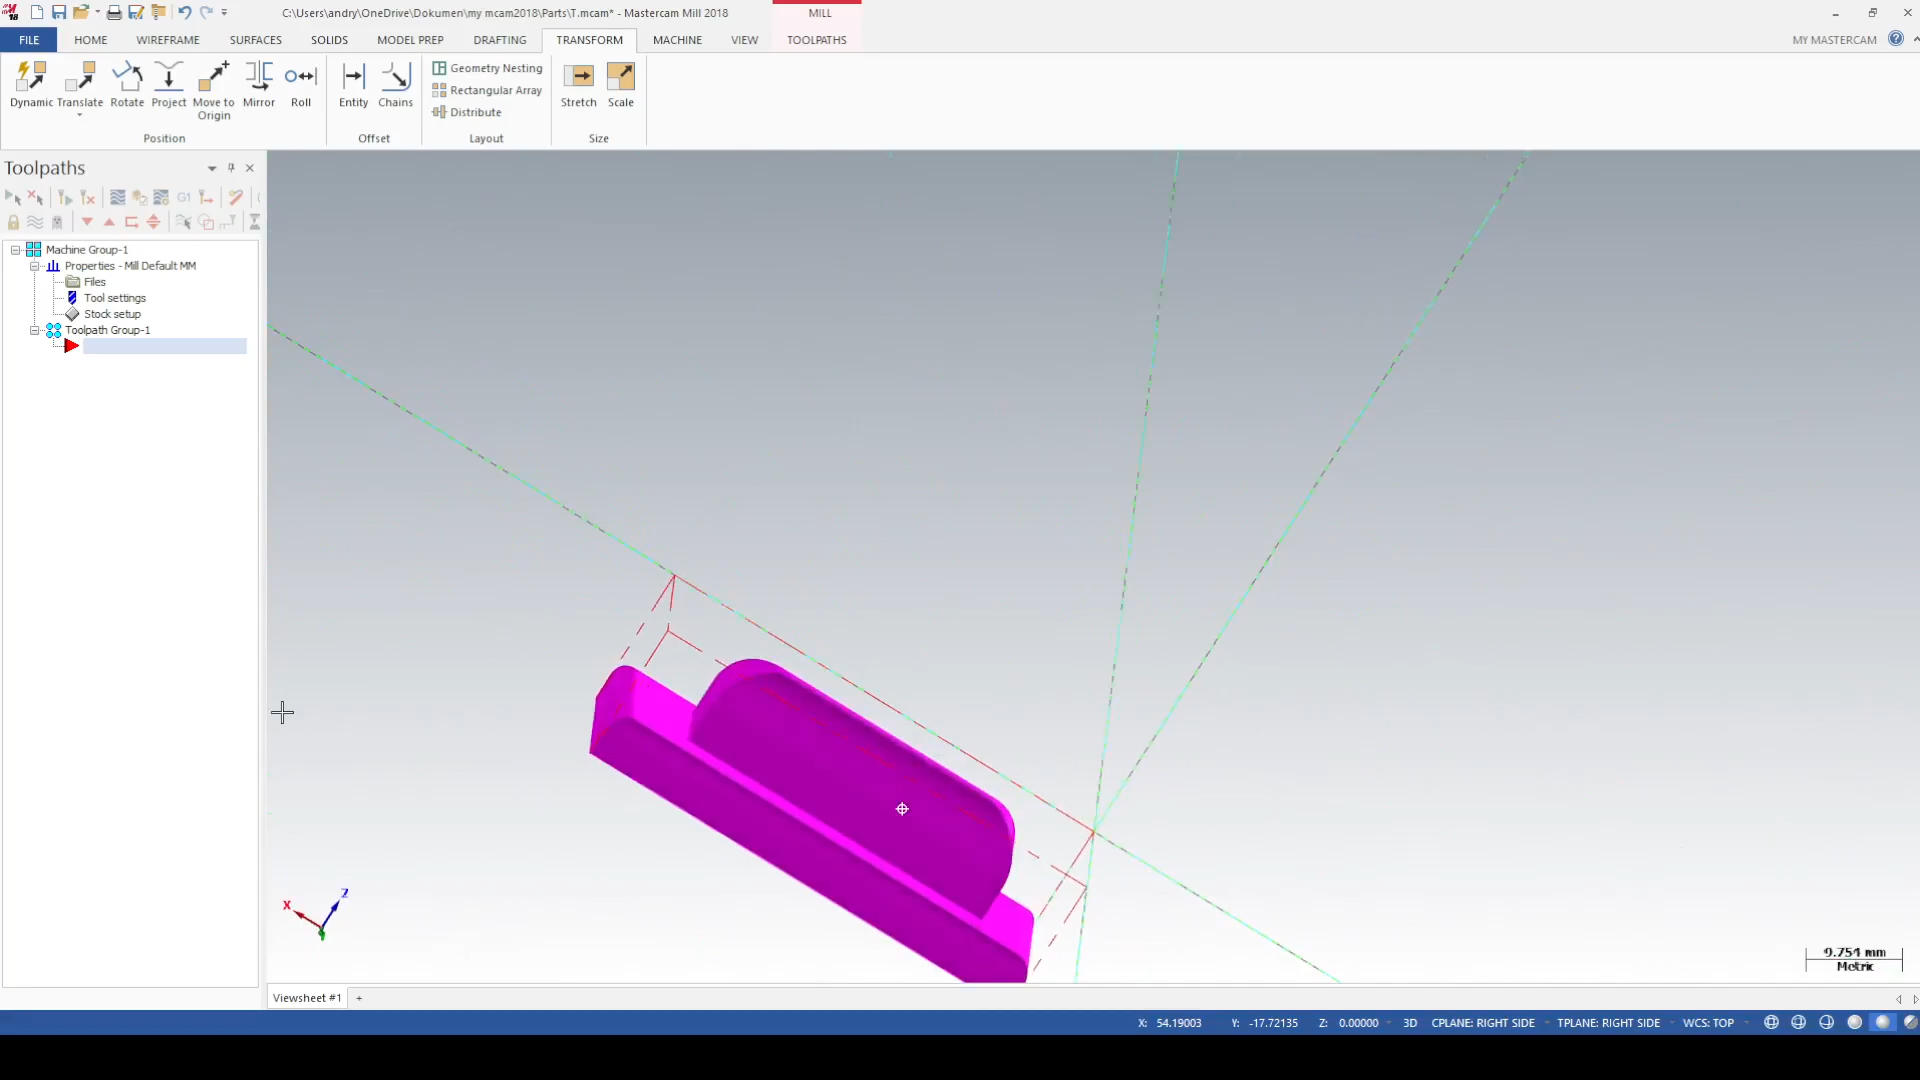 C:\Users\andry\OneDrive\Dokumen\my mcam2018\Parts\T.mcam* - Mastercam Mill 2018
MILL
FILE HOME WIREFRAME SURFACES SOLIDS MODEL PREP DRAFTING TRANSFORM MACHINE VIEW TOOLPATHS MY MASTERCAM
Dynamic Translate Rotate Project Move to Origin Mirror Roll
Position
Entity Chains
Offset
Geometry Nesting
Rectangular Array
Distribute
Layout
Stretch Scale
Size
Toolpaths
G1
Machine Group-1
Properties - Mill Default MM
Files
Tool settings
Stock setup
Toolpath Group-1
X
Z
9.754 mm
Metric
Viewsheet #1 +
X: 54.19003 Y: -17.72135 Z: 0.00000 3D CPLANE: RIGHT SIDE TPLANE: RIGHT SIDE WCS: TOP